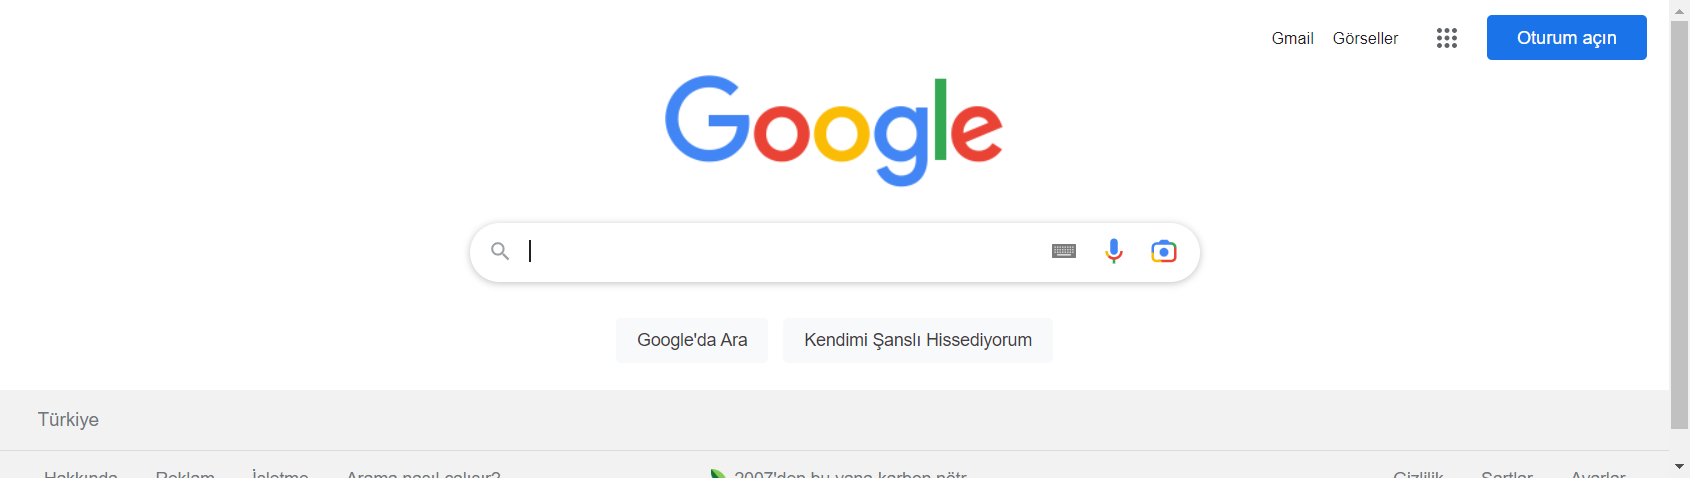 Gmail Görseller Oturum açın
Google
Google'da Ara Kendimi Şanslı Hissediyorum
Türkiye
Hakkında Reklam İşletme Arama nasıl çalışır? 2007'den bu yana karbon nötr Gizlilik Şartlar Ayarlar